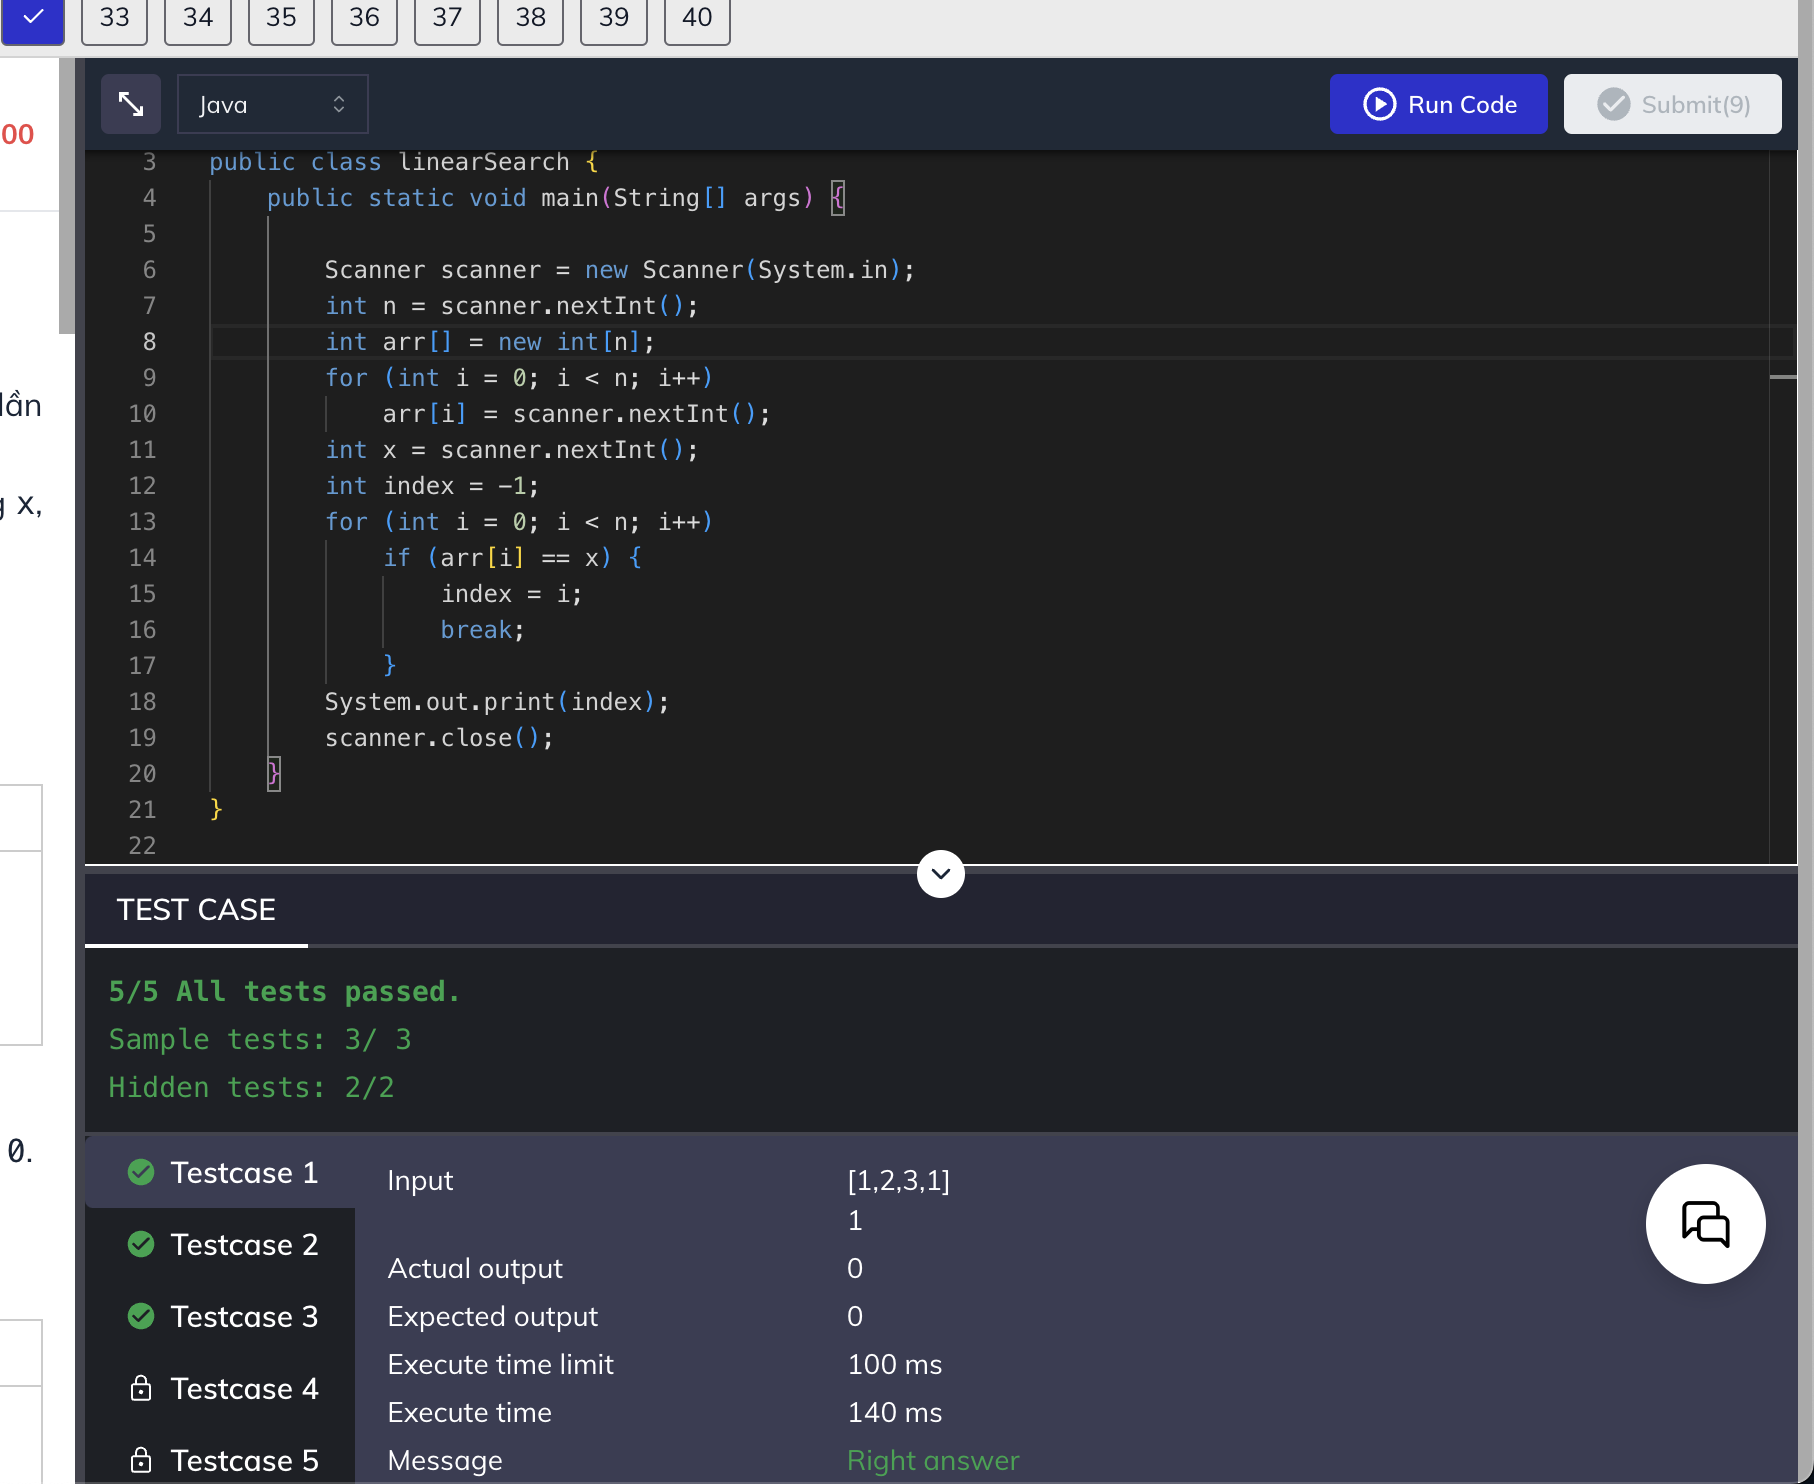 33 34 35 36 37 38 39 40
00
lần
g x,
0.
Java
Run Code
Submit(9)
3 public class linearSearch {
4 public static void main(String[] args) {
5
6 Scanner scanner = new Scanner(System.in);
7 int n = scanner.nextInt();
8 int arr[] = new int[n];
9 for (int i = 0; i < n; i++)
10 arr[i] = scanner.nextInt();
11 int x = scanner.nextInt();
12 int index = -1;
13 for (int i = 0; i < n; i++)
14 if (arr[i] == x) {
15 index = i;
16 break;
17 }
18 System.out.print(index);
19 scanner.close();
20 }
21 }
22
TEST CASE
5/5 All tests passed.
Sample tests: 3/ 3
Hidden tests: 2/2
Testcase 1
Testcase 2
Testcase 3
Testcase 4
Testcase 5
Input [1,2,3,1]
1
Actual output 0
Expected output 0
Execute time limit 100 ms
Execute time 140 ms
Message Right answer